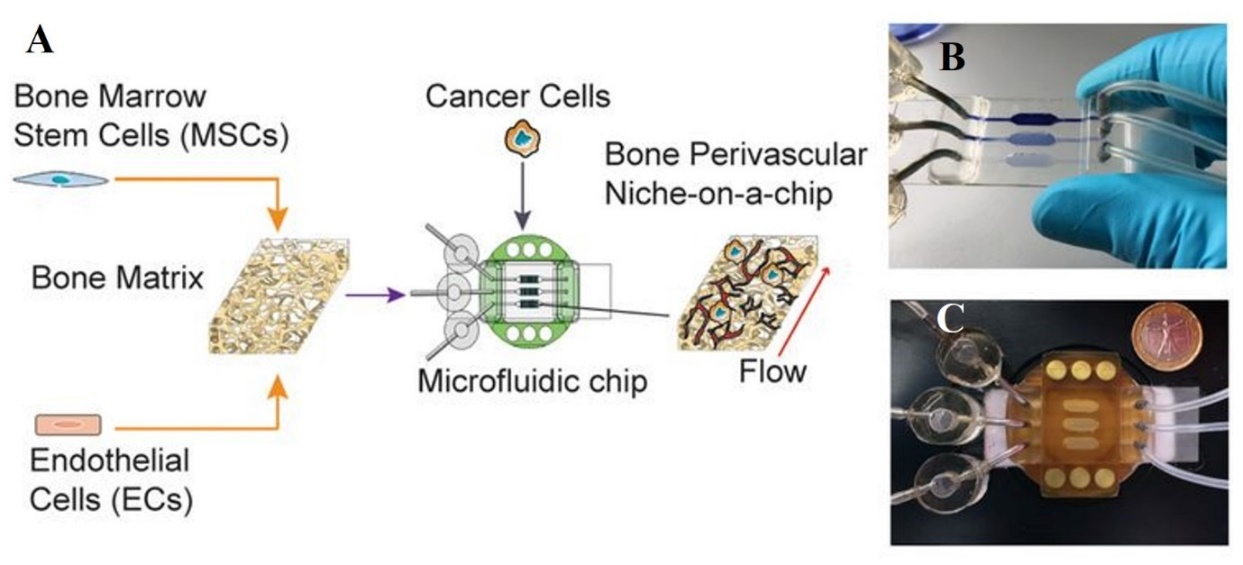 A
Bone Marrow
Stem Cells (MSCs)
Bone Matrix
Endothelial
Cells (ECs)
Cancer Cells
Microfluidic chip
Bone Perivascular
Niche-on-a-chip
Flow
B
C